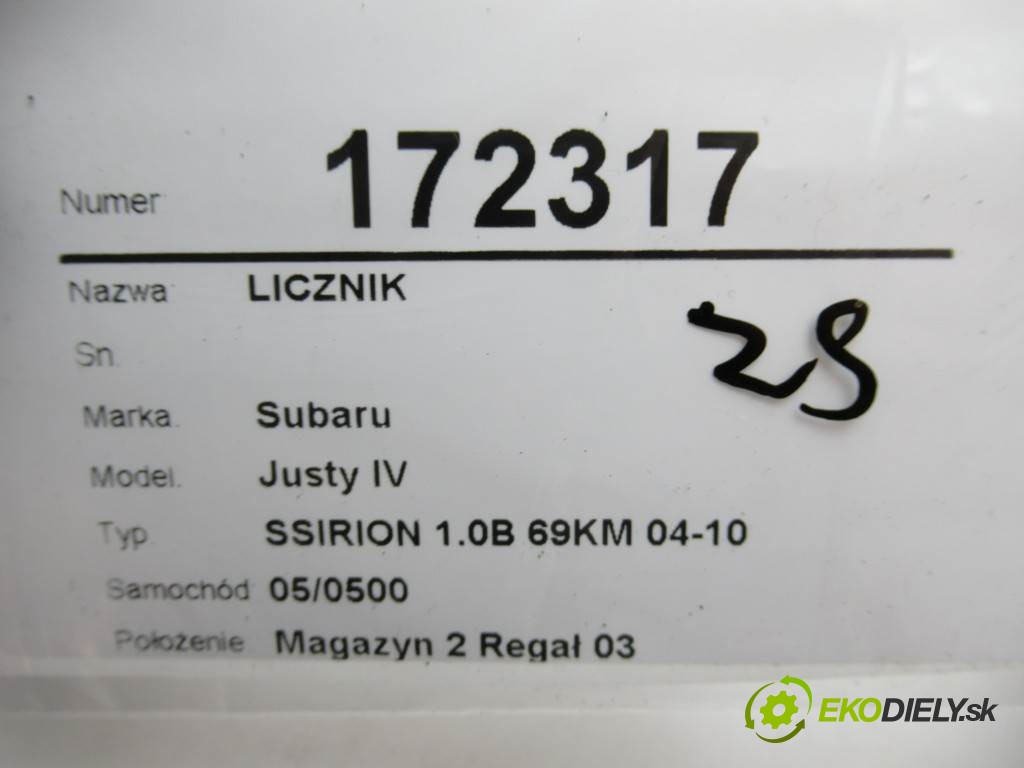 Numer 172317
Nazwa LICZNIK
Sn.
Marka. Subaru
Model. Justy IV
Typ SSIRION 1.0B 69KM 04-10
Samochód 05/0500
Położenie Magazyn 2 Regał 03
EKODIELY.sk